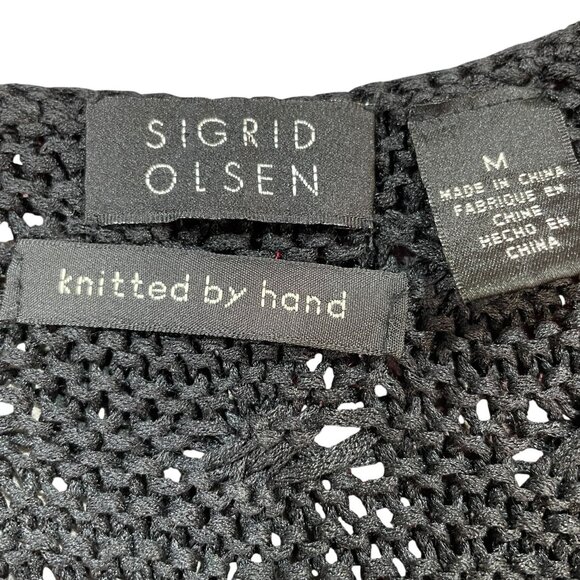 SIGRID
OLSEN
knitted by hand
M
MADE IN CHINA
FABRIQUE EN
CHINE
HECHO EN
CHINA